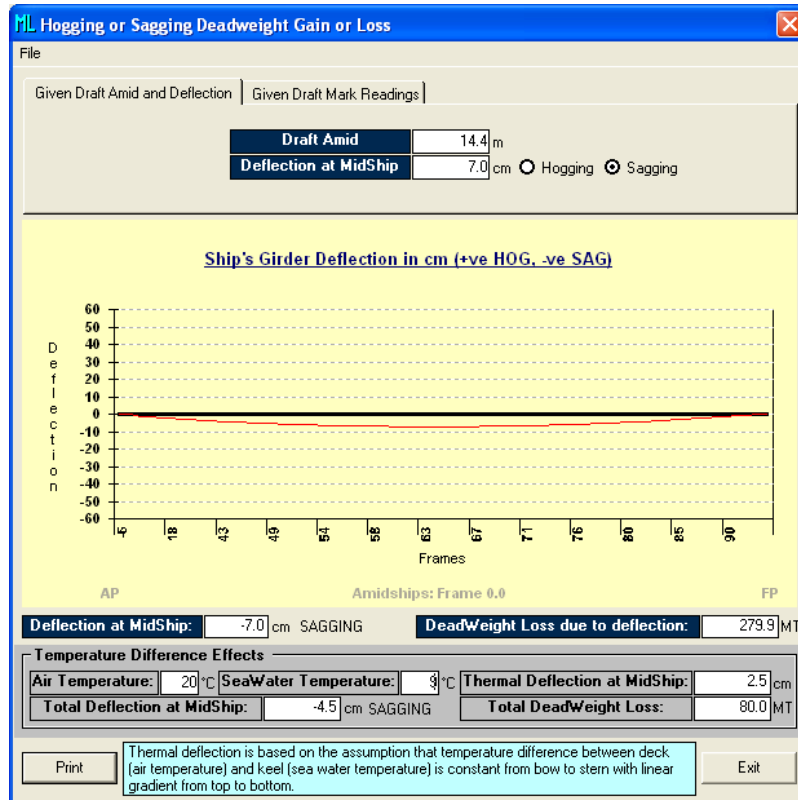 ML Hogging or Sagging Deadweight Gain or Loss
File
Given Draft Amid and Deflection Given Draft Mark Readings
Draft Amid 14.4 m
Deflection at MidShip 7.0 cm Hogging Sagging
Ship's Girder Deflection in cm (+ve HOG, -ve SAG)
Deflection
60
50
40
30
20
10
0
-10
-20
-30
-40
-50
-60
-5 18 43 49 54 58 63 67 71 76 80 85 90
Frames
AP Amidships: Frame 0.0 FP
Deflection at MidShip: -7.0 cm SAGGING DeadWeight Loss due to deflection: 279.9 MT
Temperature Difference Effects
Air Temperature: 20 °C SeaWater Temperature: 9 °C Thermal Deflection at MidShip: 2.5 cm
Total Deflection at MidShip: -4.5 cm SAGGING Total DeadWeight Loss: 80.0 MT
Print
Thermal deflection is based on the assumption that temperature difference between deck
(air temperature) and keel (sea water temperature) is constant from bow to stern with linear
gradient from top to bottom.
Exit